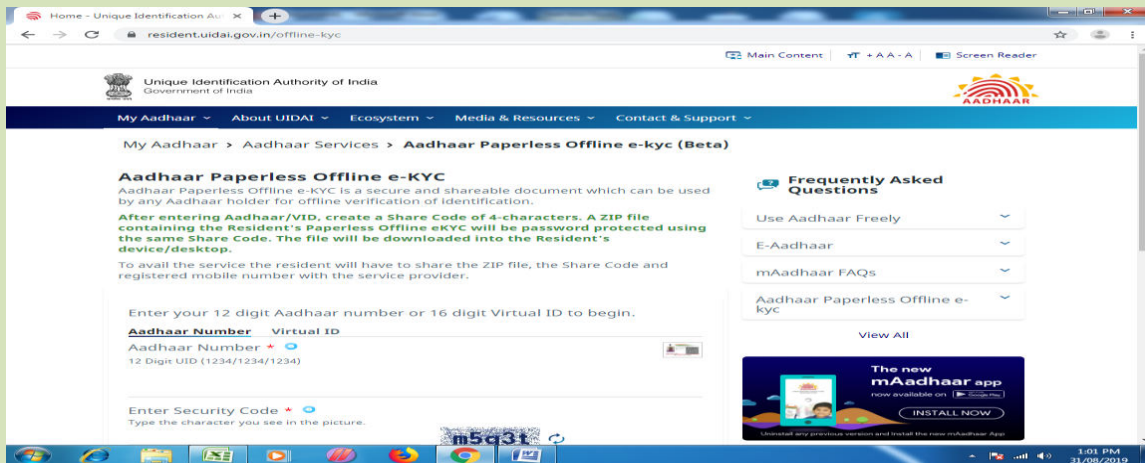 Home - Unique Identification Au
resident.uidai.gov.in/offline-kyc
Main Content
+ A A - A
Screen Reader
Unique Identification Authority of India
Government of India
AADHAAR
My Aadhaar
About UIDAI
Ecosystem
Media & Resources
Contact & Support
My Aadhaar > Aadhaar Services > Aadhaar Paperless Offline e-kyc (Beta)
Aadhaar Paperless Offline e-KYC
Aadhaar Paperless Offline e-KYC is a secure and shareable document which can be used
by any Aadhaar holder for offline verification of identification.
After entering Aadhaar/VID, create a Share Code of 4-characters. A ZIP file
containing the Resident's Paperless Offline eKYC will be password protected using
the same Share Code. The file will be downloaded into the Resident's
device/desktop.
To avail the service the resident will have to share the ZIP file, the Share Code and
registered mobile number with the service provider.
Enter your 12 digit Aadhaar number or 16 digit Virtual ID to begin.
Aadhaar Number
Virtual ID
Aadhaar Number *
12 Digit UID (1234/1234/1234)
Enter Security Code *
Type the character you see in the picture.
m5q3t
Frequently Asked
Questions
Use Aadhaar Freely
E-Aadhaar
mAadhaar FAQs
Aadhaar Paperless Offline e-
kyc
View All
The new
mAadhaar app
now available on Google Play
INSTALL NOW
Uninstall any previous version and Install the new mAadhaar App
1:01 PM
31/08/2019